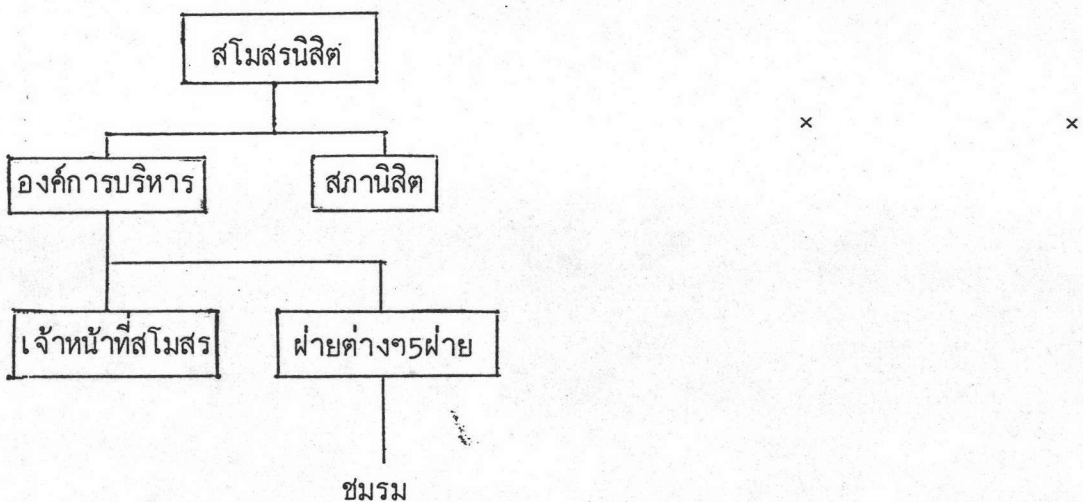 สโมสรนิสิต
องค์การบริหาร
สภานิสิต
เจ้าหน้าที่สโมสร
ฝ่ายต่างๆ5ฝ่าย
ชมรม